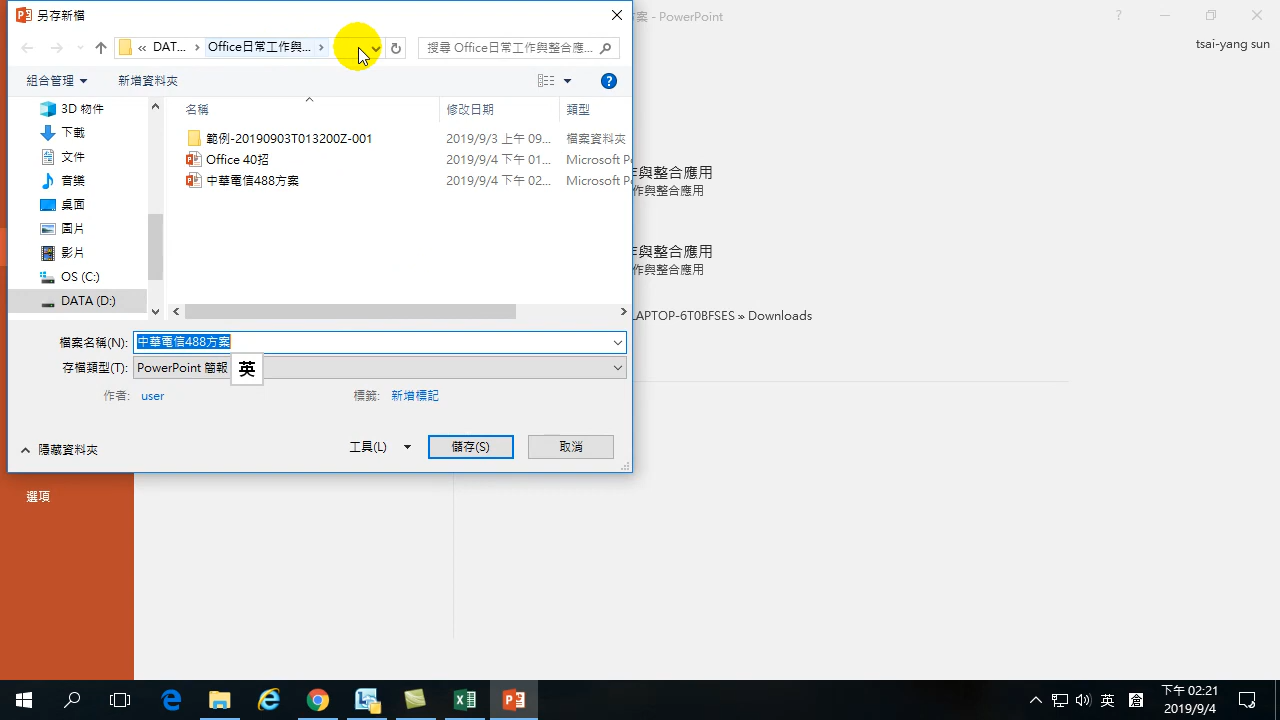 另存新檔
案 - PowerPoint
?
tsai-yang sun
« DAT... › Office日常工作與... ›
搜尋 Office日常工作與整合應...
組合管理
新增資料夾
?
3D 物件
下載
文件
音樂
桌面
圖片
影片
OS (C:)
DATA (D:)
名稱 修改日期 類型
範例-20190903T013200Z-001 2019/9/3 上午 09... 檔案資料夾
Office 40招 2019/9/4 下午 01... Microsoft P
中華電信488方案 2019/9/4 下午 02... Microsoft P
作與整合應用
作與整合應用
作與整合應用
作與整合應用
LAPTOP-6T0BFSES » Downloads
檔案名稱(N): 中華電信488方案
存檔類型(T): PowerPoint 簡報
英
作者: user
標籤: 新增標記
隱藏資料夾
工具(L)
儲存(S)
取消
選項
英
下午 02:21
2019/9/4